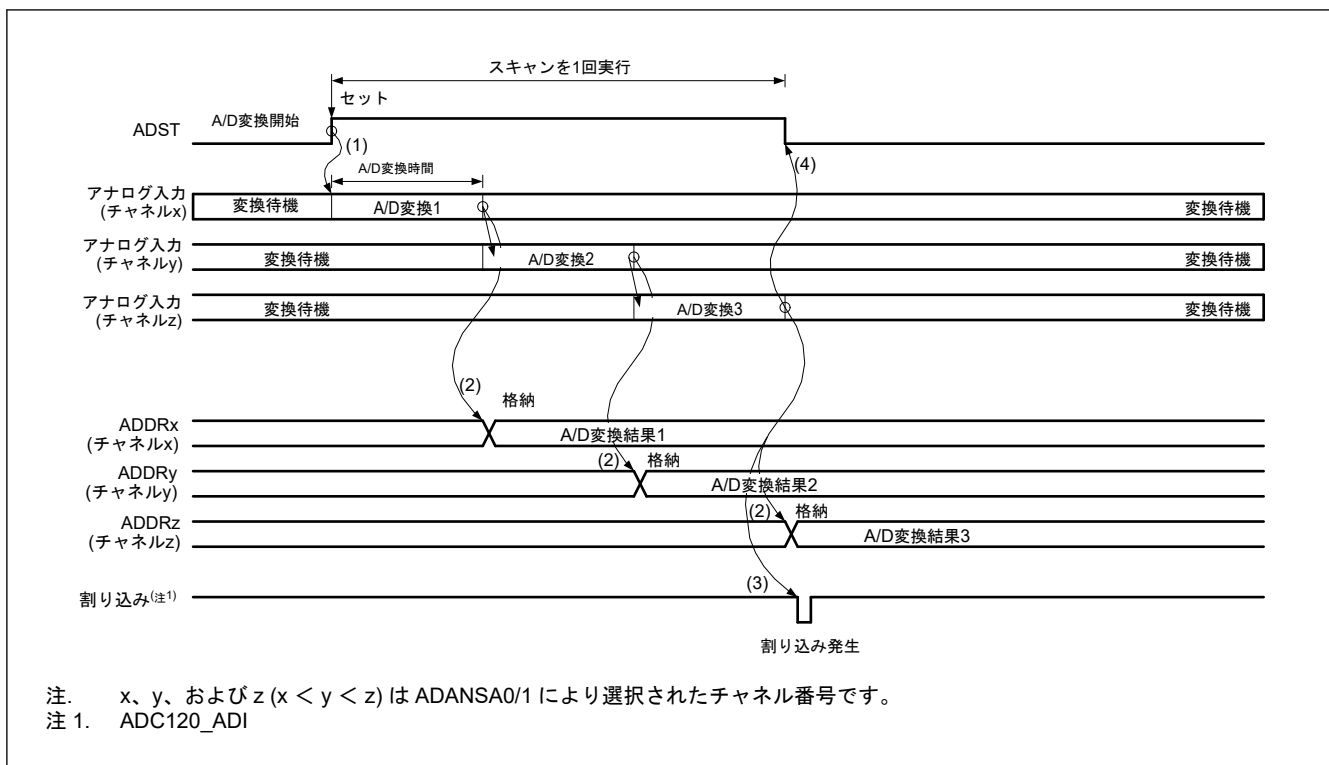 スキャンを1回実行
セット
ADST
A/D変換開始
(1)
(4)
A/D変換時間
アナログ入力
(チャネルx)
変換待機
A/D変換1
変換待機
アナログ入力
(チャネルy)
変換待機
A/D変換2
変換待機
アナログ入力
(チャネルz)
変換待機
A/D変換3
変換待機
(2)
格納
ADDRx
(チャネルx)
A/D変換結果1
(2)
格納
ADDRy
(チャネルy)
A/D変換結果2
(2)
格納
ADDRz
(チャネルz)
A/D変換結果3
(3)
割り込み(注1)
割り込み発生
注. x、y、および z (x < y < z) は ADANSA0/1 により選択されたチャネル番号です。
注 1. ADC120_ADI